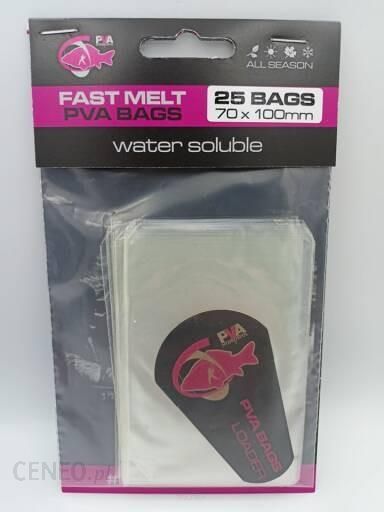 PVA
ALL SEASON
FAST MELT
PVA BAGS
25 BAGS
70 x 100mm
water soluble
PVA
PVA BAGS
LOADER
CENEO.pl